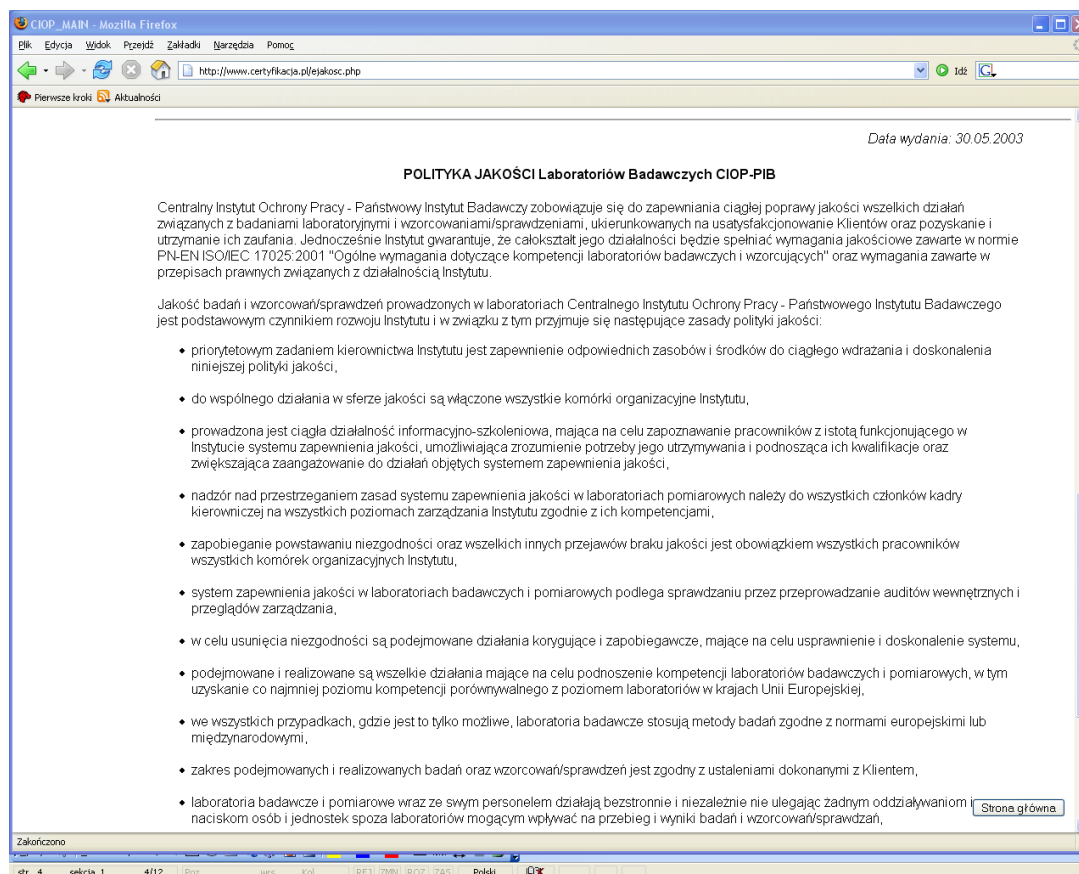 CIOP_MAIN - Mozilla Firefox
Plik Edycja Widok Przejdź Zakładki Narzędzia Pomoc
http://www.certyfikacja.pl/ejakosc.php Idź
Pierwsze kroki Aktualności
Data wydania: 30.05.2003
POLITYKA JAKOŚCI Laboratoriów Badawczych CIOP-PIB
Centralny Instytut Ochrony Pracy - Państwowy Instytut Badawczy zobowiązuje się do zapewniania ciągłej poprawy jakości wszelkich działań
związanych z badaniami laboratoryjnymi i wzorcowaniami/sprawdzeniami, ukierunkowanych na usatysfakcjonowanie Klientów oraz pozyskanie i
utrzymanie ich zaufania. Jednocześnie Instytut gwarantuje, że całokształt jego działalności będzie spełniać wymagania jakościowe zawarte w normie
PN-EN ISO/IEC 17025:2001 "Ogólne wymagania dotyczące kompetencji laboratoriów badawczych i wzorcujących" oraz wymagania zawarte w
przepisach prawnych związanych z działalnością Instytutu.
Jakość badań i wzorcowań/sprawdzeń prowadzonych w laboratoriach Centralnego Instytutu Ochrony Pracy - Państwowego Instytutu Badawczego
jest podstawowym czynnikiem rozwoju Instytutu i w związku z tym przyjmuje się następujące zasady polityki jakości:
• priorytetowym zadaniem kierownictwa Instytutu jest zapewnienie odpowiednich zasobów i środków do ciągłego wdrażania i doskonalenia
niniejszej polityki jakości,
• do wspólnego działania w sferze jakości są włączone wszystkie komórki organizacyjne Instytutu,
• prowadzona jest ciągła działalność informacyjno-szkoleniowa, mająca na celu zapoznawanie pracowników z istotą funkcjonującego w
Instytucie systemu zapewnienia jakości, umożliwiająca zrozumienie potrzeby jego utrzymywania i podnosząca ich kwalifikacje oraz
zwiększająca zaangażowanie do działań objętych systemem zapewnienia jakości,
• nadzór nad przestrzeganiem zasad systemu zapewnienia jakości w laboratoriach pomiarowych należy do wszystkich członków kadry
kierowniczej na wszystkich poziomach zarządzania Instytutu zgodnie z ich kompetencjami,
• zapobieganie powstawaniu niezgodności oraz wszelkich innych przejawów braku jakości jest obowiązkiem wszystkich pracowników
wszystkich komórek organizacyjnych Instytutu,
• system zapewnienia jakości w laboratoriach badawczych i pomiarowych podlega sprawdzaniu przez przeprowadzanie auditów wewnętrznych i
przeglądów zarządzania,
• w celu usunięcia niezgodności są podejmowane działania korygujące i zapobiegawcze, mające na celu usprawnienie i doskonalenie systemu,
• podejmowane i realizowane są wszelkie działania mające na celu podnoszenie kompetencji laboratoriów badawczych i pomiarowych, w tym
uzyskanie co najmniej poziomu kompetencji porównywalnego z poziomem laboratoriów w krajach Unii Europejskiej,
• we wszystkich przypadkach, gdzie jest to tylko możliwe, laboratoria badawcze stosują metody badań zgodne z normami europejskimi lub
międzynarodowymi,
• zakres podejmowanych i realizowanych badań oraz wzorcowań/sprawdzeń jest zgodny z ustaleniami dokonanymi z Klientem,
• laboratoria badawcze i pomiarowe wraz ze swym personelem działają bezstronnie i niezależnie nie ulegając żadnym oddziaływaniom i
naciskom osób i jednostek spoza laboratoriów mogącym wpływać na przebieg i wyniki badań i wzorcowań/sprawdzań,
Strona główna
Zakończono
str. 4 sekcja 1 4/12 Poz. wrs Kol. REJ ZMN ROZ ZAS Polski